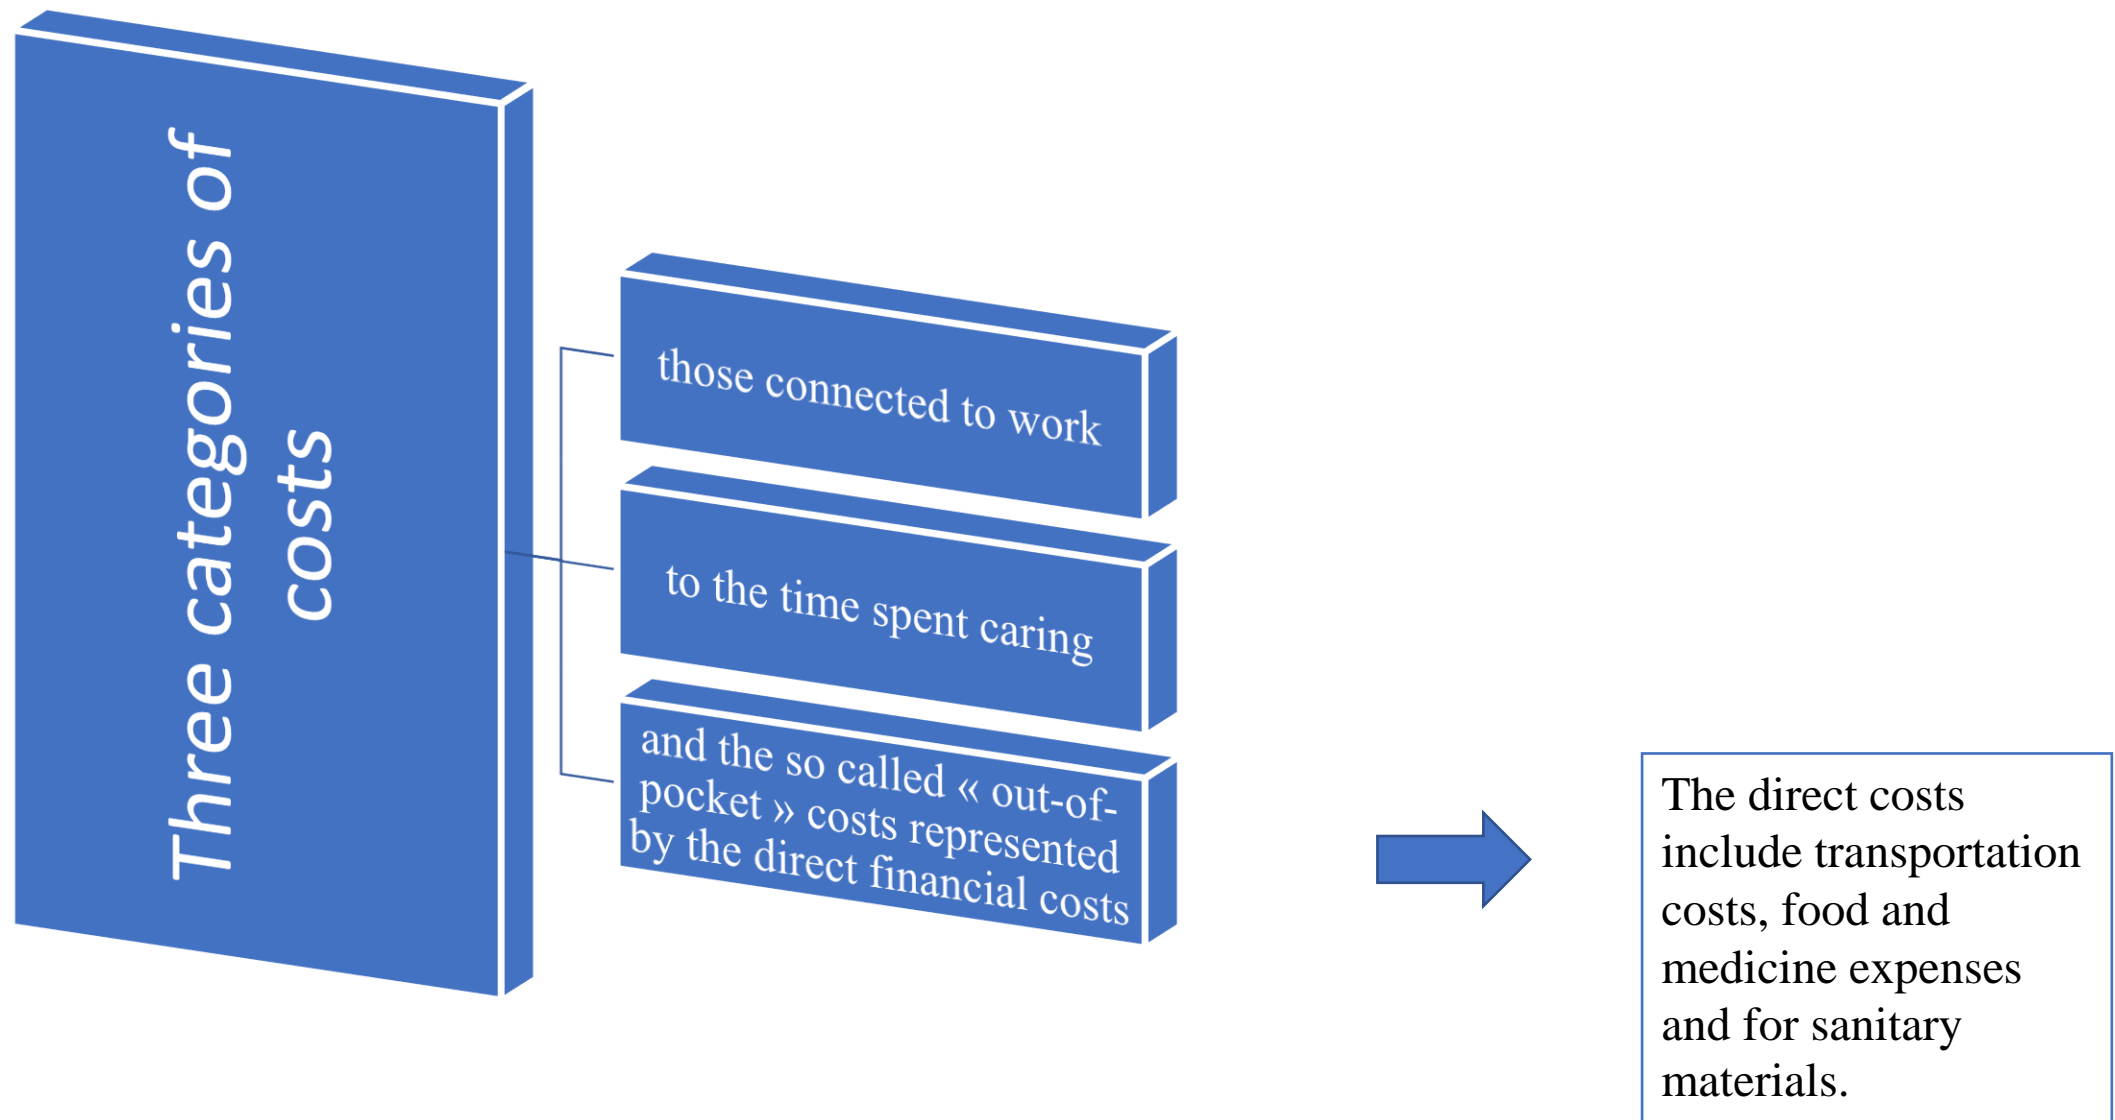 Three categories of
costs
those connected to work
to the time spent caring
and the so called « out-of-
pocket » costs represented
by the direct financial costs
The direct costs
include transportation
costs, food and
medicine expenses
and for sanitary
materials.